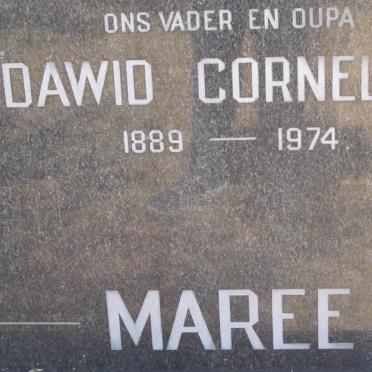 ONS VADER EN OUPA
DAWID CORNEL
1889 — 1974
MAREE